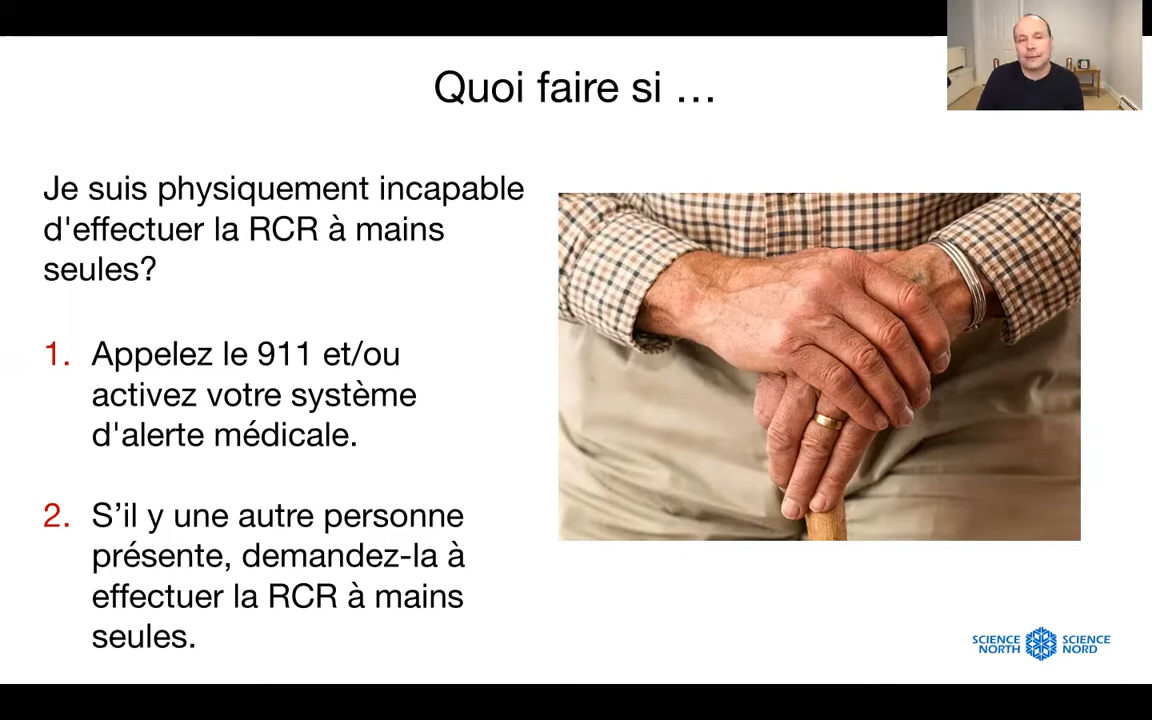 Quoi faire si …
Je suis physiquement incapable
d'effectuer la RCR à mains
seules?
1. Appelez le 911 et/ou
activez votre système
d'alerte médicale.
2. S’il y une autre personne
présente, demandez-la à
effectuer la RCR à mains
seules.
SCIENCE NORTH SCIENCE NORD